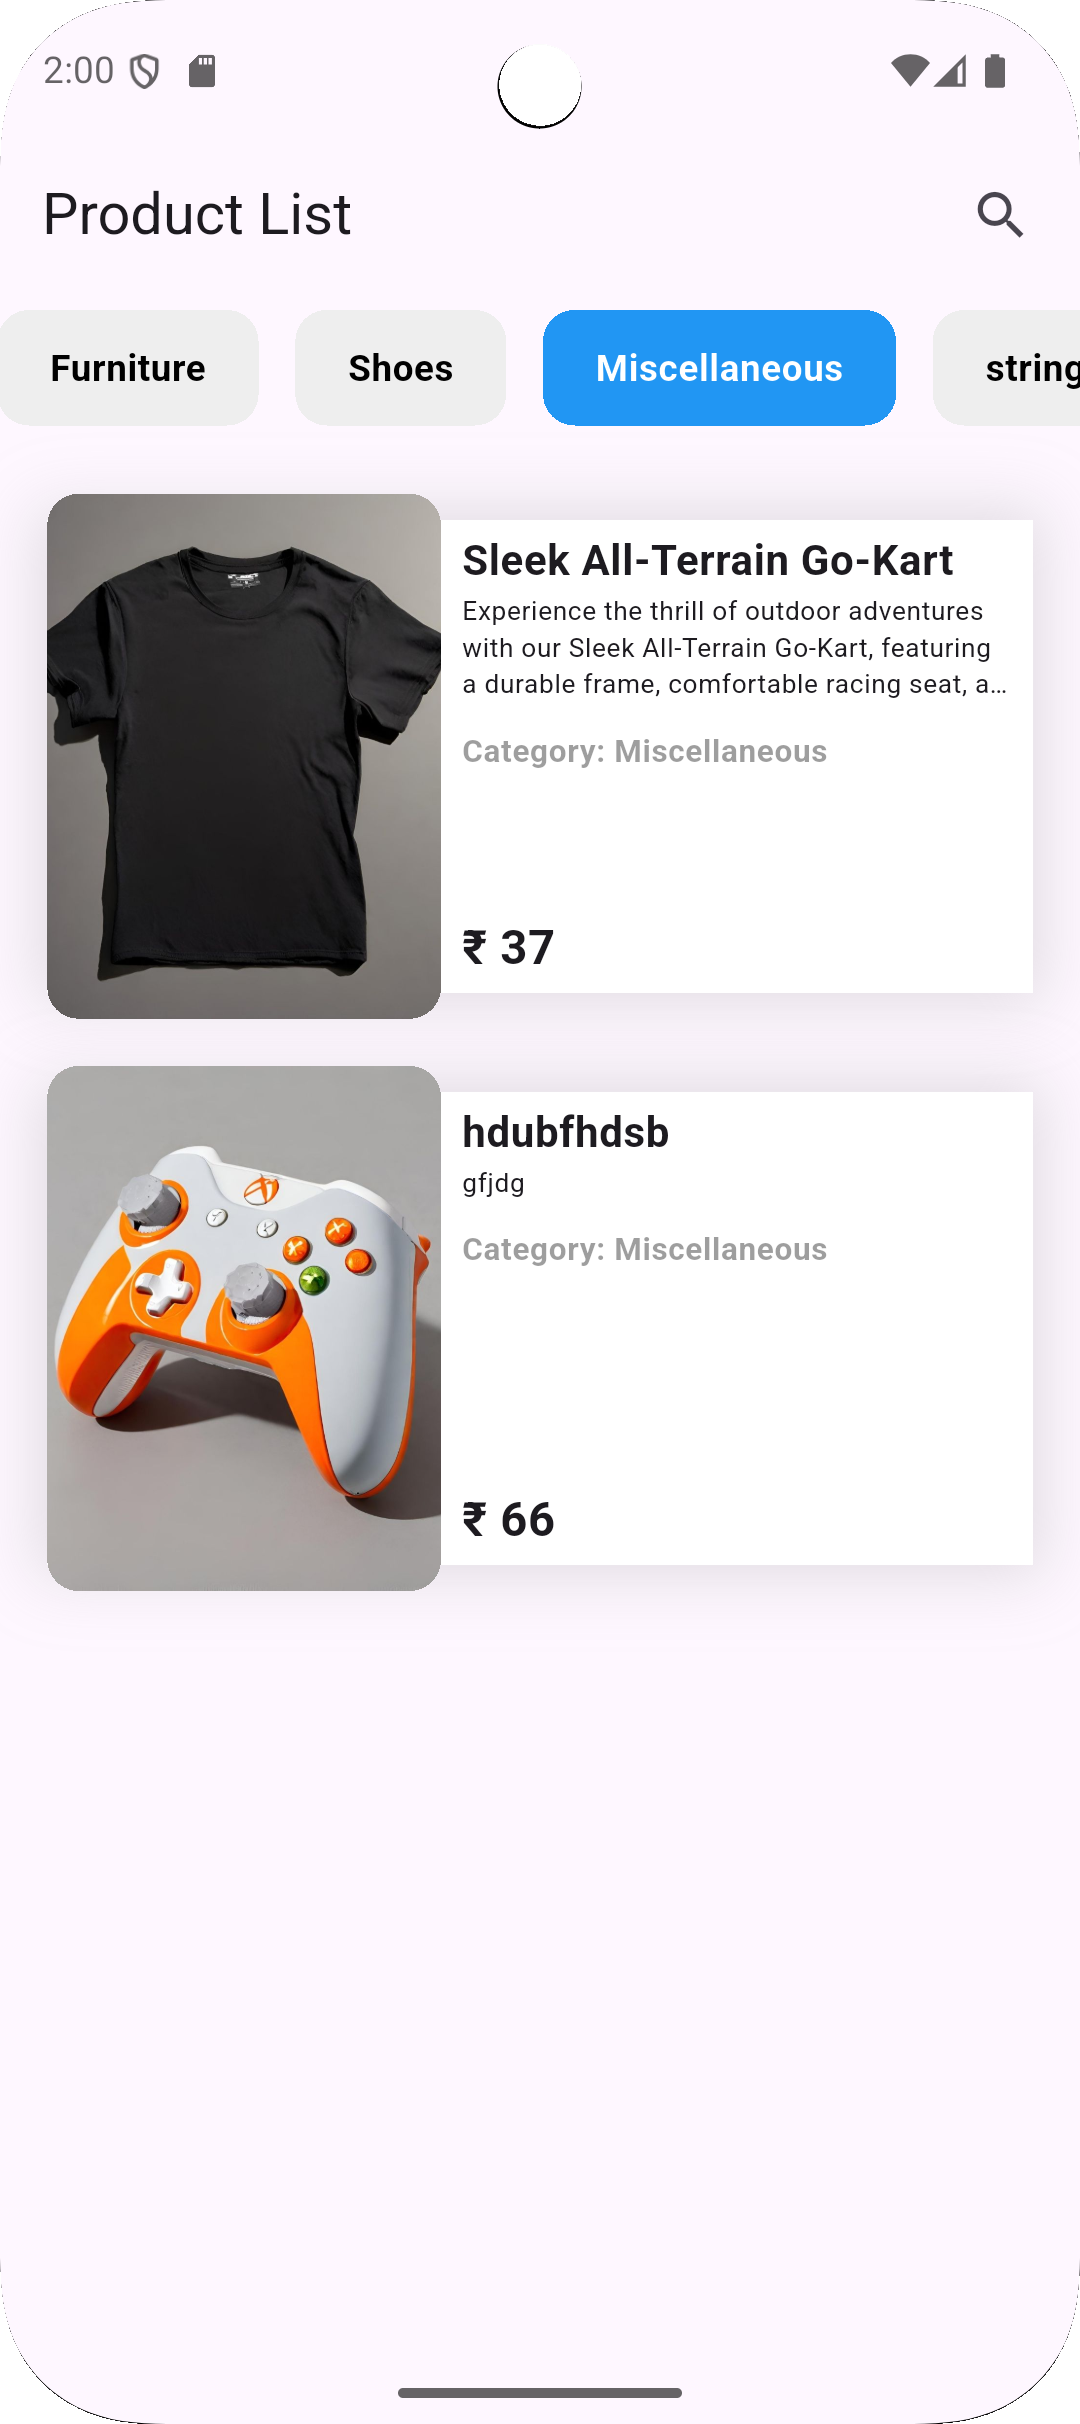 2:00
Product List
Furniture
Shoes
Miscellaneous
string
Sleek All-Terrain Go-Kart
Experience the thrill of outdoor adventures
with our Sleek All-Terrain Go-Kart, featuring
a durable frame, comfortable racing seat, a…
Category: Miscellaneous
₹ 37
hdubfhdsb
gfjdg
Category: Miscellaneous
₹ 66